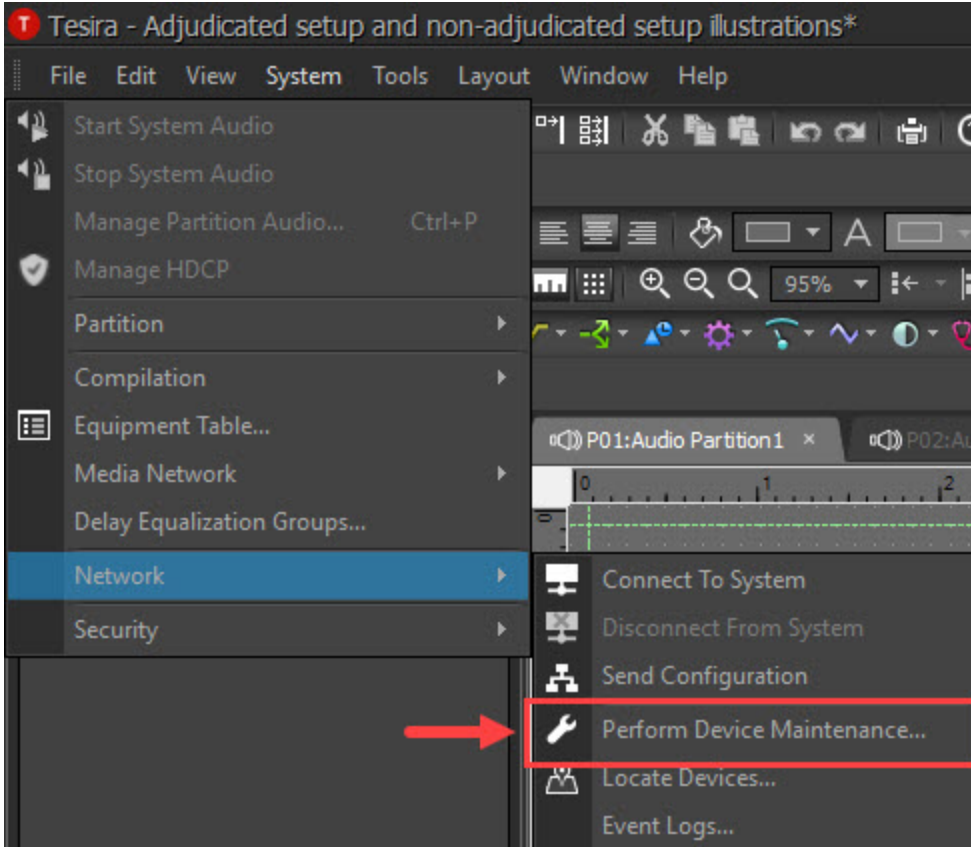 T Tesira - Adjudicated setup and non-adjudicated setup illustrations*
File Edit View System Tools Layout Window Help
Start System Audio
Stop System Audio
Manage Partition Audio... Ctrl+P
Manage HDCP
Partition
Compilation
Equipment Table...
Media Network
Delay Equalization Groups...
Network
Security
A
95%
P01:Audio Partition1 ×
P02:Au
0 1 2
0
Connect To System
Disconnect From System
Send Configuration
Perform Device Maintenance...
Locate Devices...
Event Logs...